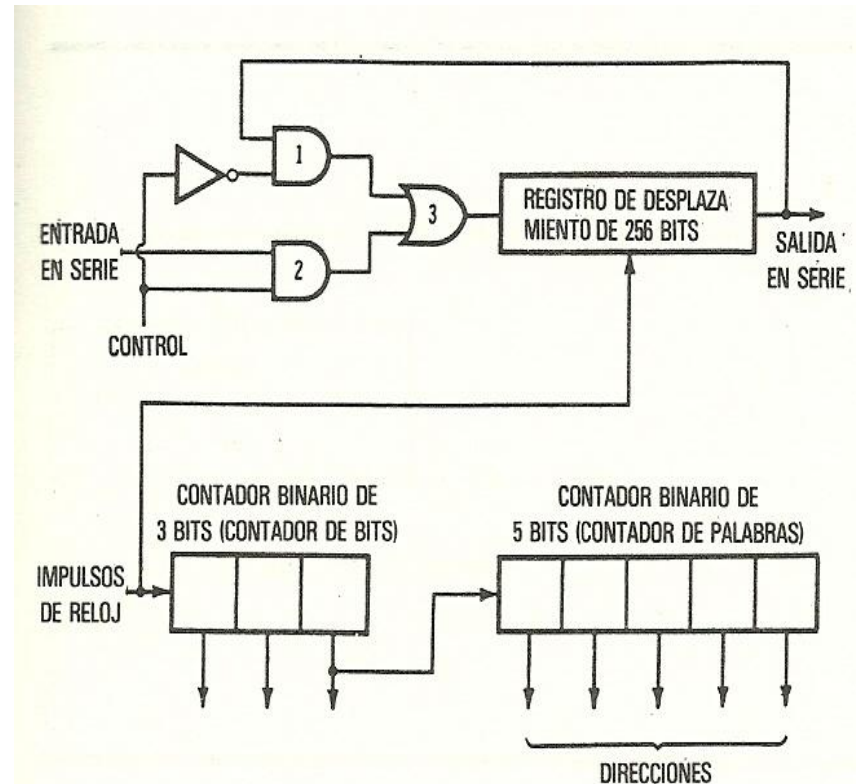 1
REGISTRO DE DESPLAZA
MIENTO DE 256 BITS
3
ENTRADA
EN SERIE
SALIDA
EN SERIE
2
CONTROL
CONTADOR BINARIO DE
3 BITS (CONTADOR DE BITS)
CONTADOR BINARIO DE
5 BITS (CONTADOR DE PALABRAS)
IMPULSOS
DE RELOJ
DIRECCIONES